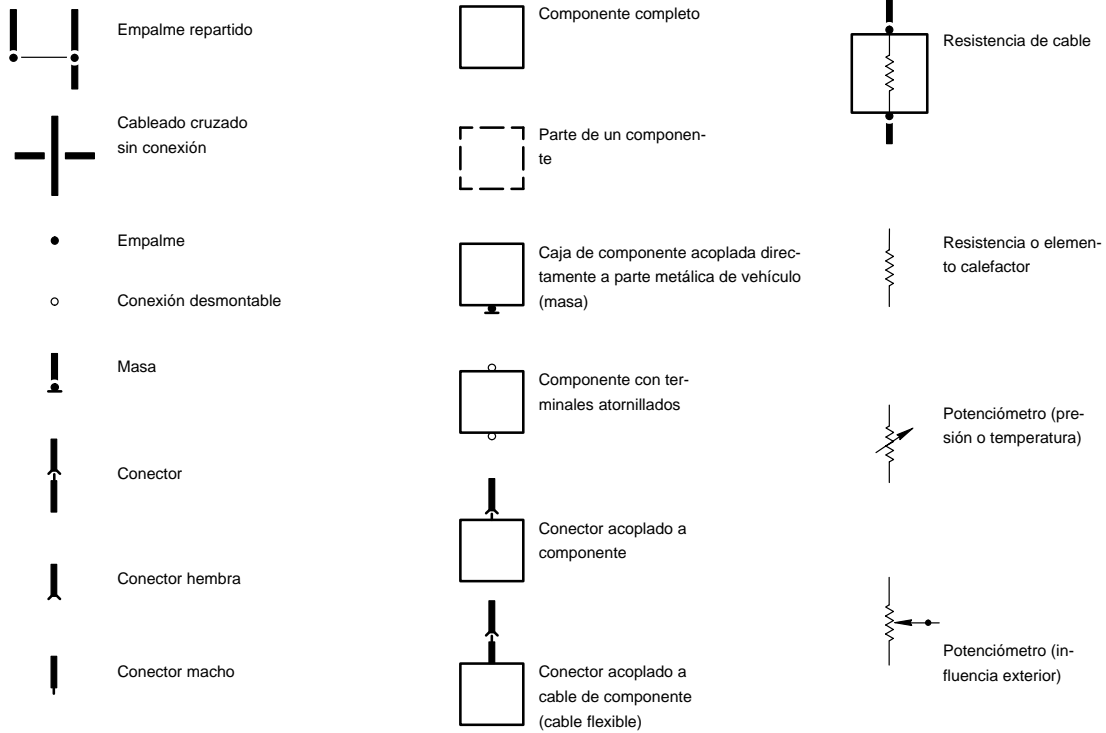 Empalme repartido
Cableado cruzado
sin conexión
Empalme
Conexión desmontable
Masa
Conector
Conector hembra
Conector macho
Componente completo
Parte de un componen-
te
Caja de componente acoplada direc-
tamente a parte metálica de vehículo
(masa)
Componente con ter-
minales atornillados
Conector acoplado a
componente
Conector acoplado a
cable de componente
(cable flexible)
Resistencia de cable
Resistencia o elemen-
to calefactor
Potenciómetro (pre-
sión o temperatura)
Potenciómetro (in-
fluencia exterior)